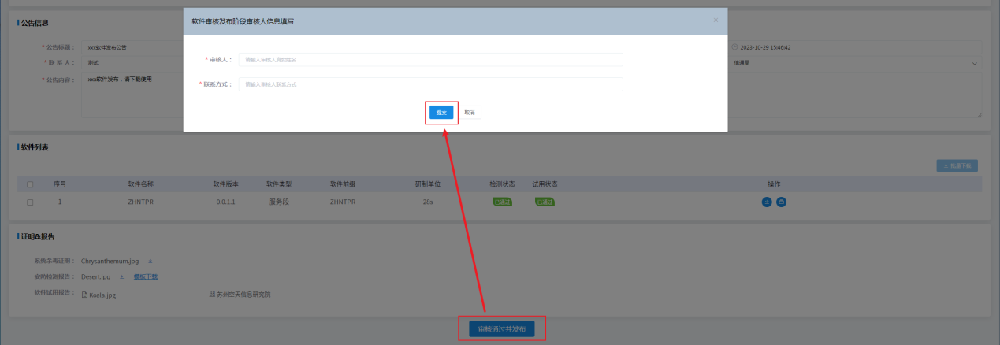 软件审核发布阶段审核人信息填写
公告信息
* 公告标题： xxx软件发布公告
2023-10-29 15:46:42
* 审核人： 请输入审核人真实姓名
* 联 系 人： 测试
信通局
* 公告内容： xxx软件发布，请下载使用
* 联系方式： 请输入审核人联系方式
提交 取消
软件列表
批量下载
序号 软件名称 软件版本 软件类型 软件前缀 研制单位 检测状态 试用状态 操作
1 ZHNTPR 0.0.1.1 服务段 ZHNTPR 28s 已通过 已通过
证明&报告
系统杀毒证明： Chrysanthemum.jpg
安防检测报告： Desert.jpg 模板下载
软件试用报告： Koala.jpg 苏州空天信息研究院
审核通过并发布